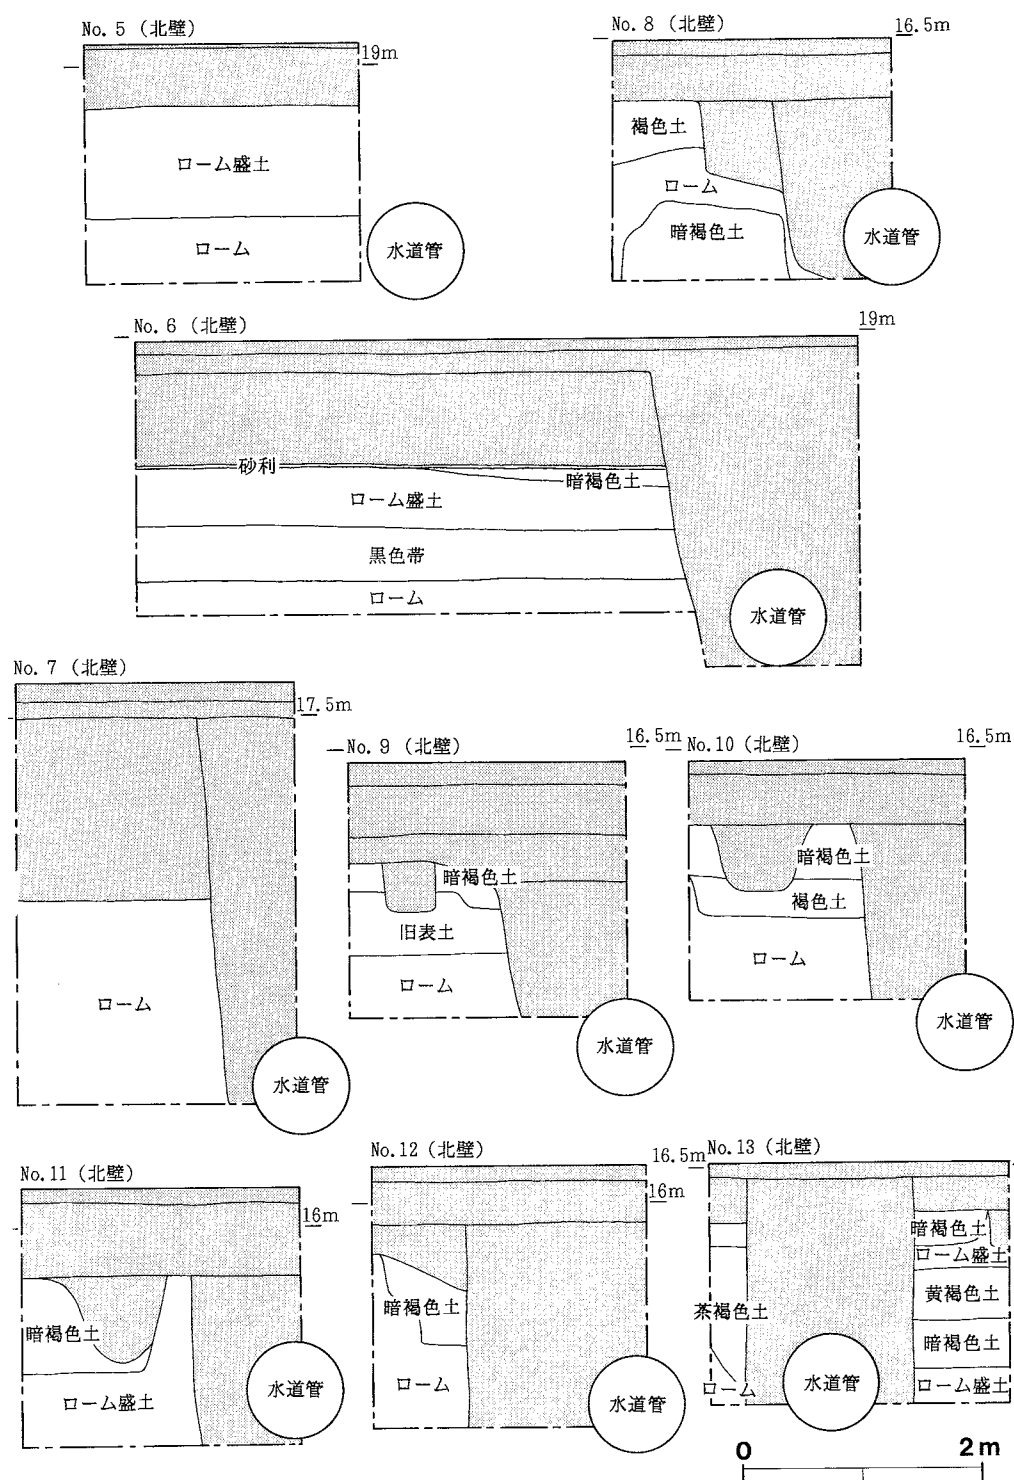 No. 5 (北壁)
19m
ローム盛土
ローム
水道管
No. 8 (北壁)
16.5m
褐色土
ローム
暗褐色土
水道管
No. 6 (北壁)
19m
砂利
暗褐色土
ローム盛土
黒色帯
ローム
水道管
No. 7 (北壁)
17.5m
ローム
水道管
No. 9 (北壁)
16.5m
暗褐色土
旧表土
ローム
水道管
No.10 (北壁)
16.5m
暗褐色土
褐色土
ローム
水道管
No.11 (北壁)
16m
暗褐色土
ローム盛土
水道管
No.12 (北壁)
16m
暗褐色土
ローム
水道管
No.13 (北壁)
16.5m
茶褐色土
ローム
水道管
暗褐色土
ローム盛土
黄褐色土
暗褐色土
ローム盛土
0 2m